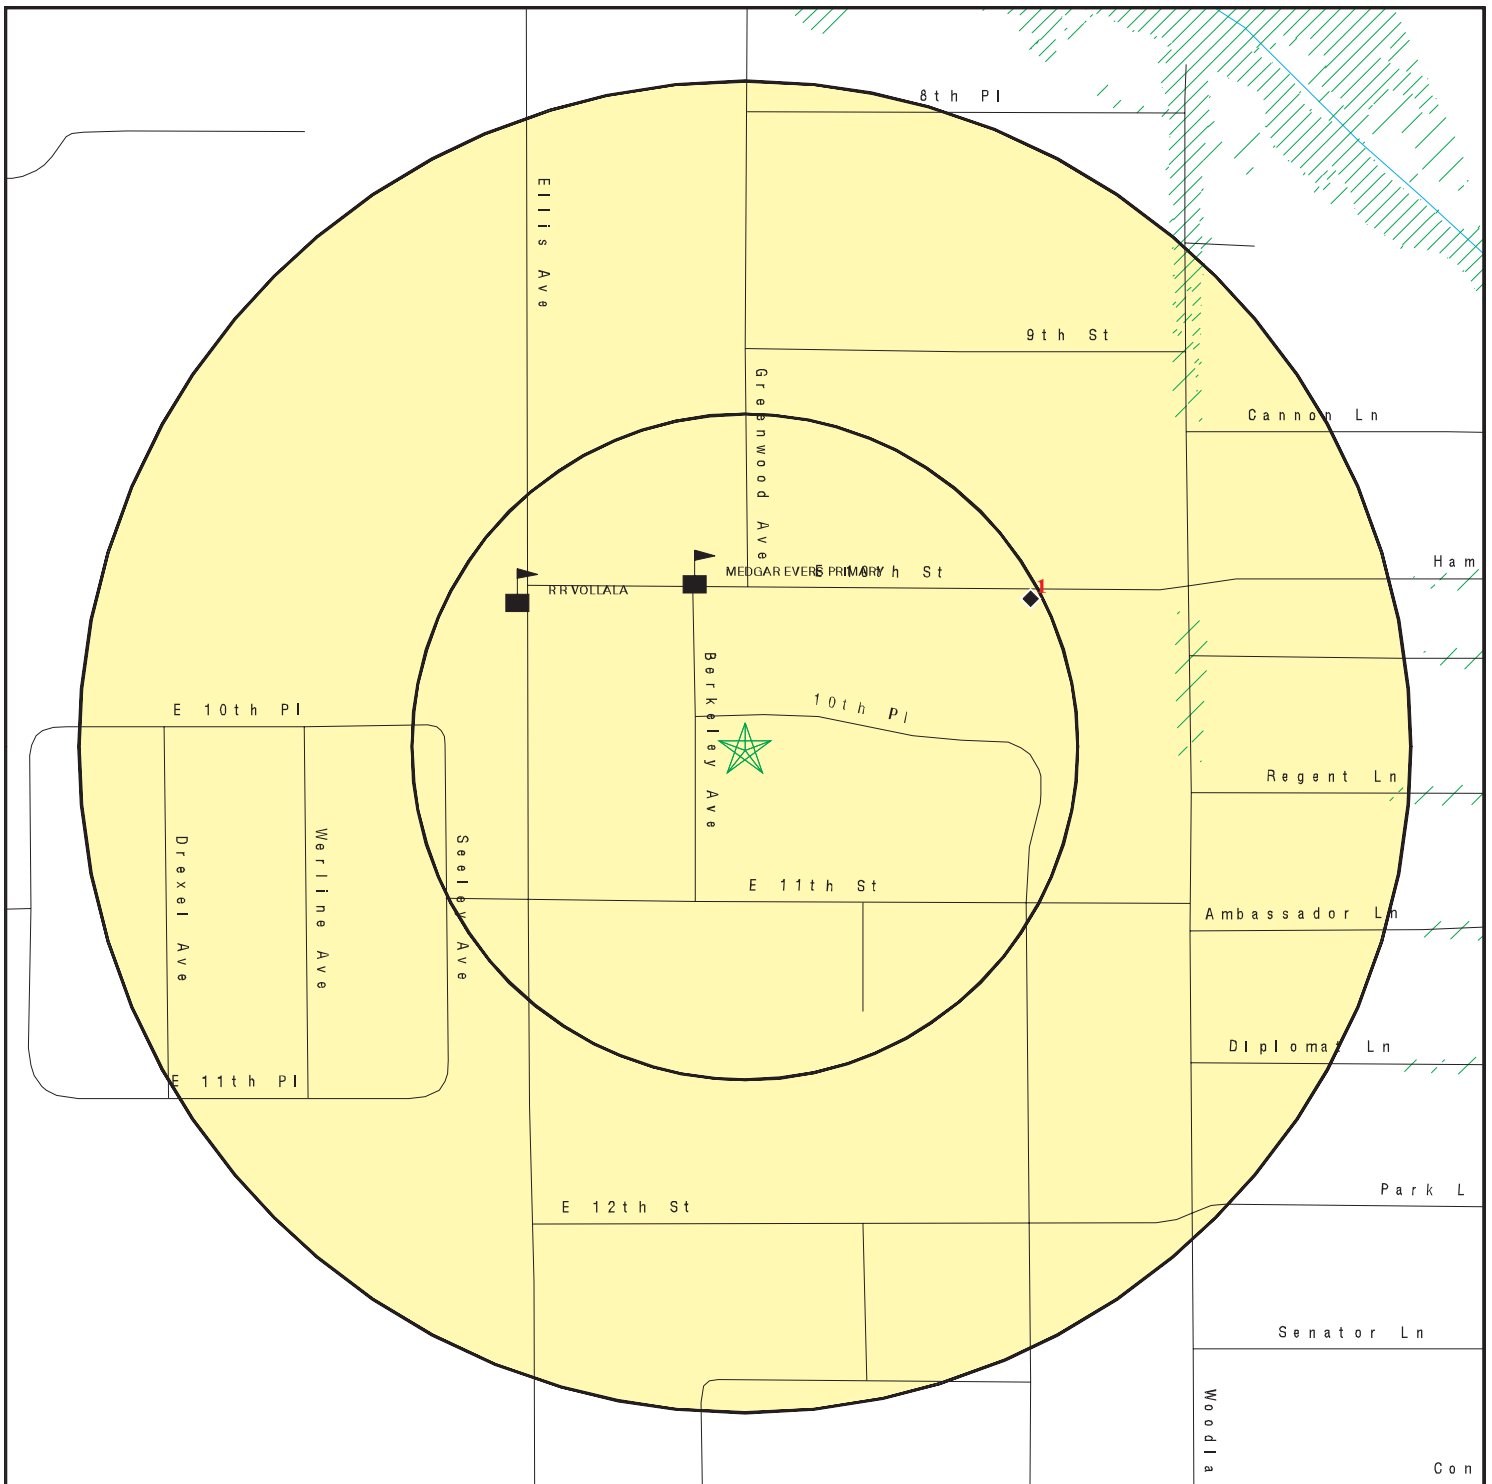 8th Pl
Ellis Ave
9th St
Greenwood Ave
Cannon Ln
Ham
MEDGAR EVERS PRIMARY
E 10th St
R R VOLLALA
1
Berkeley Ave
10th Pl
E 10th Pl
Regent Ln
Drexel Ave
Werline Ave
Seeley Ave
E 11th St
Ambassador Ln
Diplomat Ln
E 11th Pl
Park L
E 12th St
Senator Ln
Woodla
Con